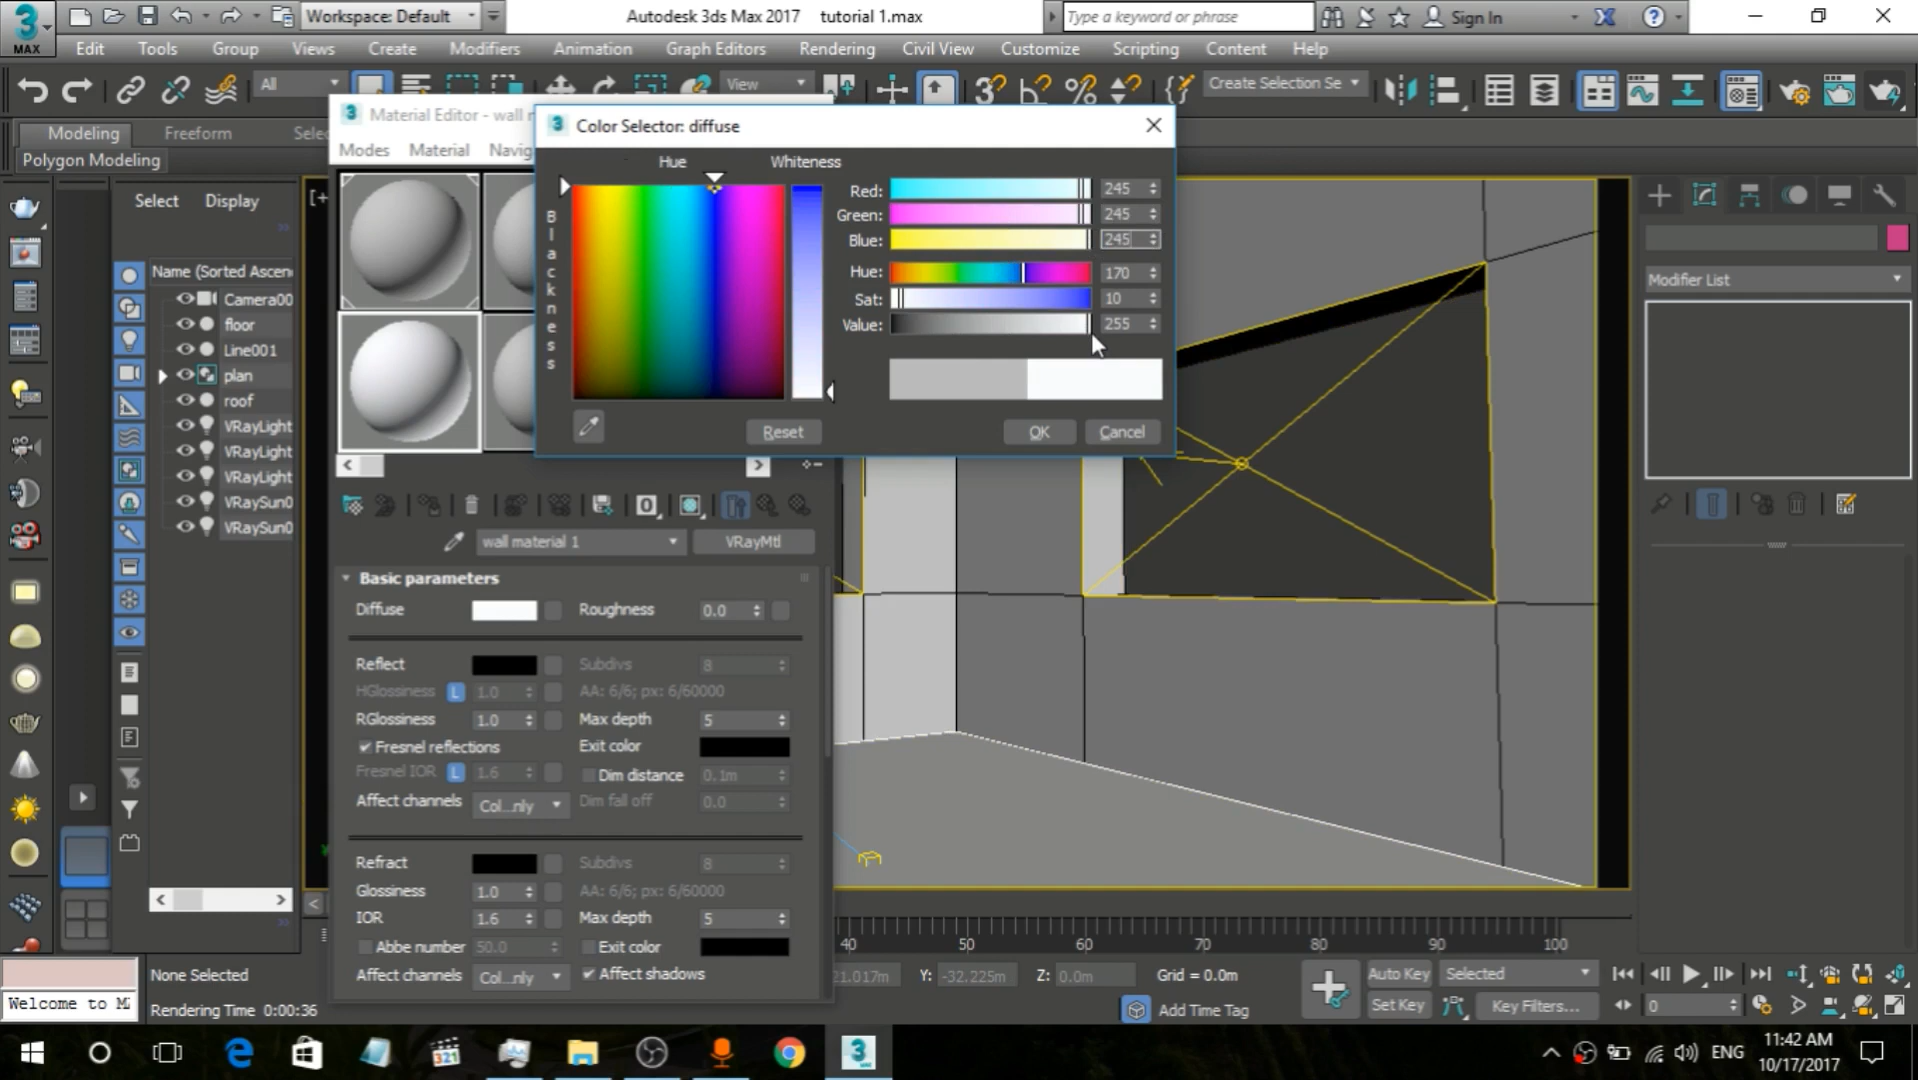 Workspace: Default
Autodesk 3ds Max 2017 tutorial 1.max
Type a keyword or phrase
Sign In
MAX
Edit Tools Group Views Create Modifiers Animation Graph Editors Rendering Civil View Customize Scripting Content Help
All
View
Create Selection Se
Modeling Freeform Selec
Polygon Modeling
Material Editor - wall
Modes Material Navig
Color Selector: diffuse
Hue
Whiteness
Blackness
Red: 245
Green: 245
Blue: 245
Hue: 170
Sat: 10
Value: 255
Reset
OK
Cancel
Select Display
Name (Sorted Ascen
Camera00
floor
Line001
plan
roof
VRayLight
VRayLight
VRayLight
VRaySun0
VRaySun0
[+
Modifier List
wall material 1
VRayMtl
Basic parameters
Diffuse Roughness 0.0
Reflect Subdivs 8
HGlossiness L 1.0 AA: 6/6; px: 6/60000
RGlossiness 1.0 Max depth 5
Fresnel reflections Exit color
Fresnel IOR L 1.6 Dim distance 0.1m
Affect channels Col...nly Dim fall off 0.0
Refract Subdivs 8
Glossiness 1.0 AA: 6/6; px: 6/60000
IOR 1.6 Max depth 5
Abbe number 50.0 Exit color
Affect channels Col...nly Affect shadows
40 50 60 70 80 90 100
None Selected
21.017m Y: -32.225m Z: 0.0m Grid = 0.0m
Auto Key Selected
Welcome to M
Rendering Time 0:00:36
Add Time Tag
Set Key Key Filters... 0
ENG
11:42 AM
10/17/2017